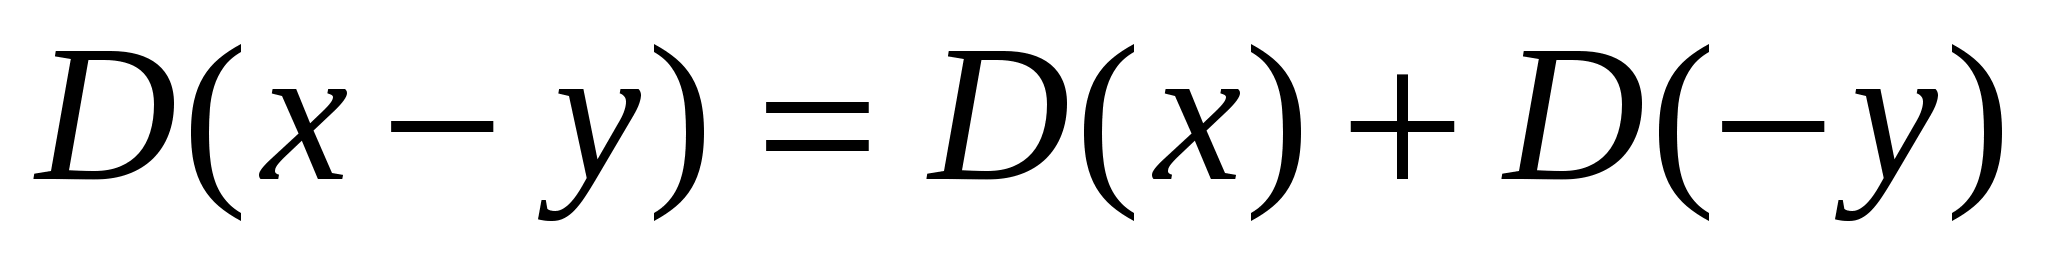 D(x − y) = D(x) + D(−y)